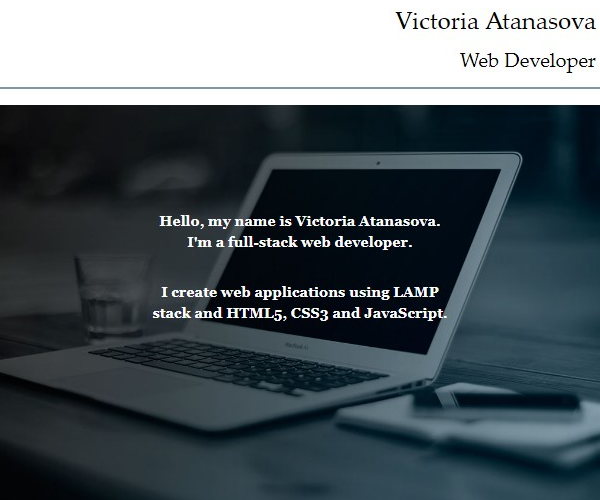 Victoria Atanasova
Web Developer
Hello, my name is Victoria Atanasova.
I'm a full-stack web developer.
I create web applications using LAMP
stack and HTML5, CSS3 and JavaScript.